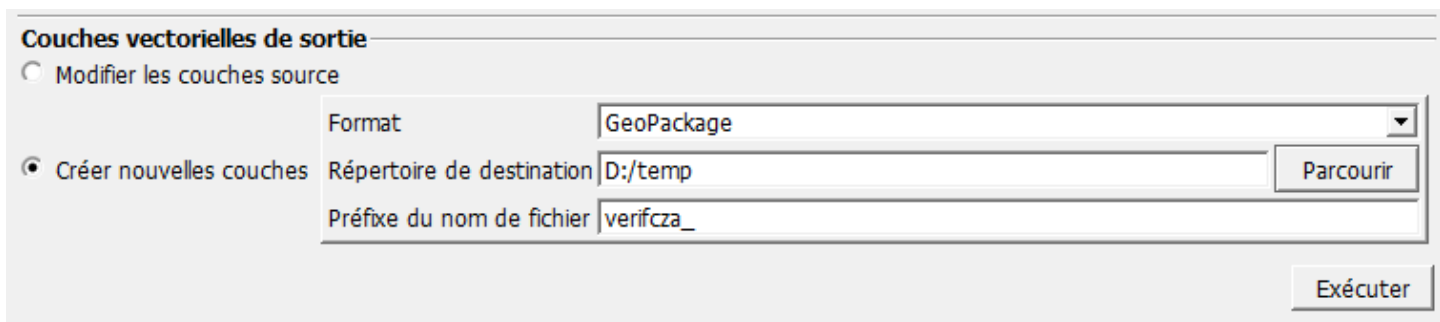 Couches vectorielles de sortie
Modifier les couches source
Format GeoPackage
Créer nouvelles couches Répertoire de destination D:/temp Parcourir
Préfixe du nom de fichier verifcza_
Exécuter